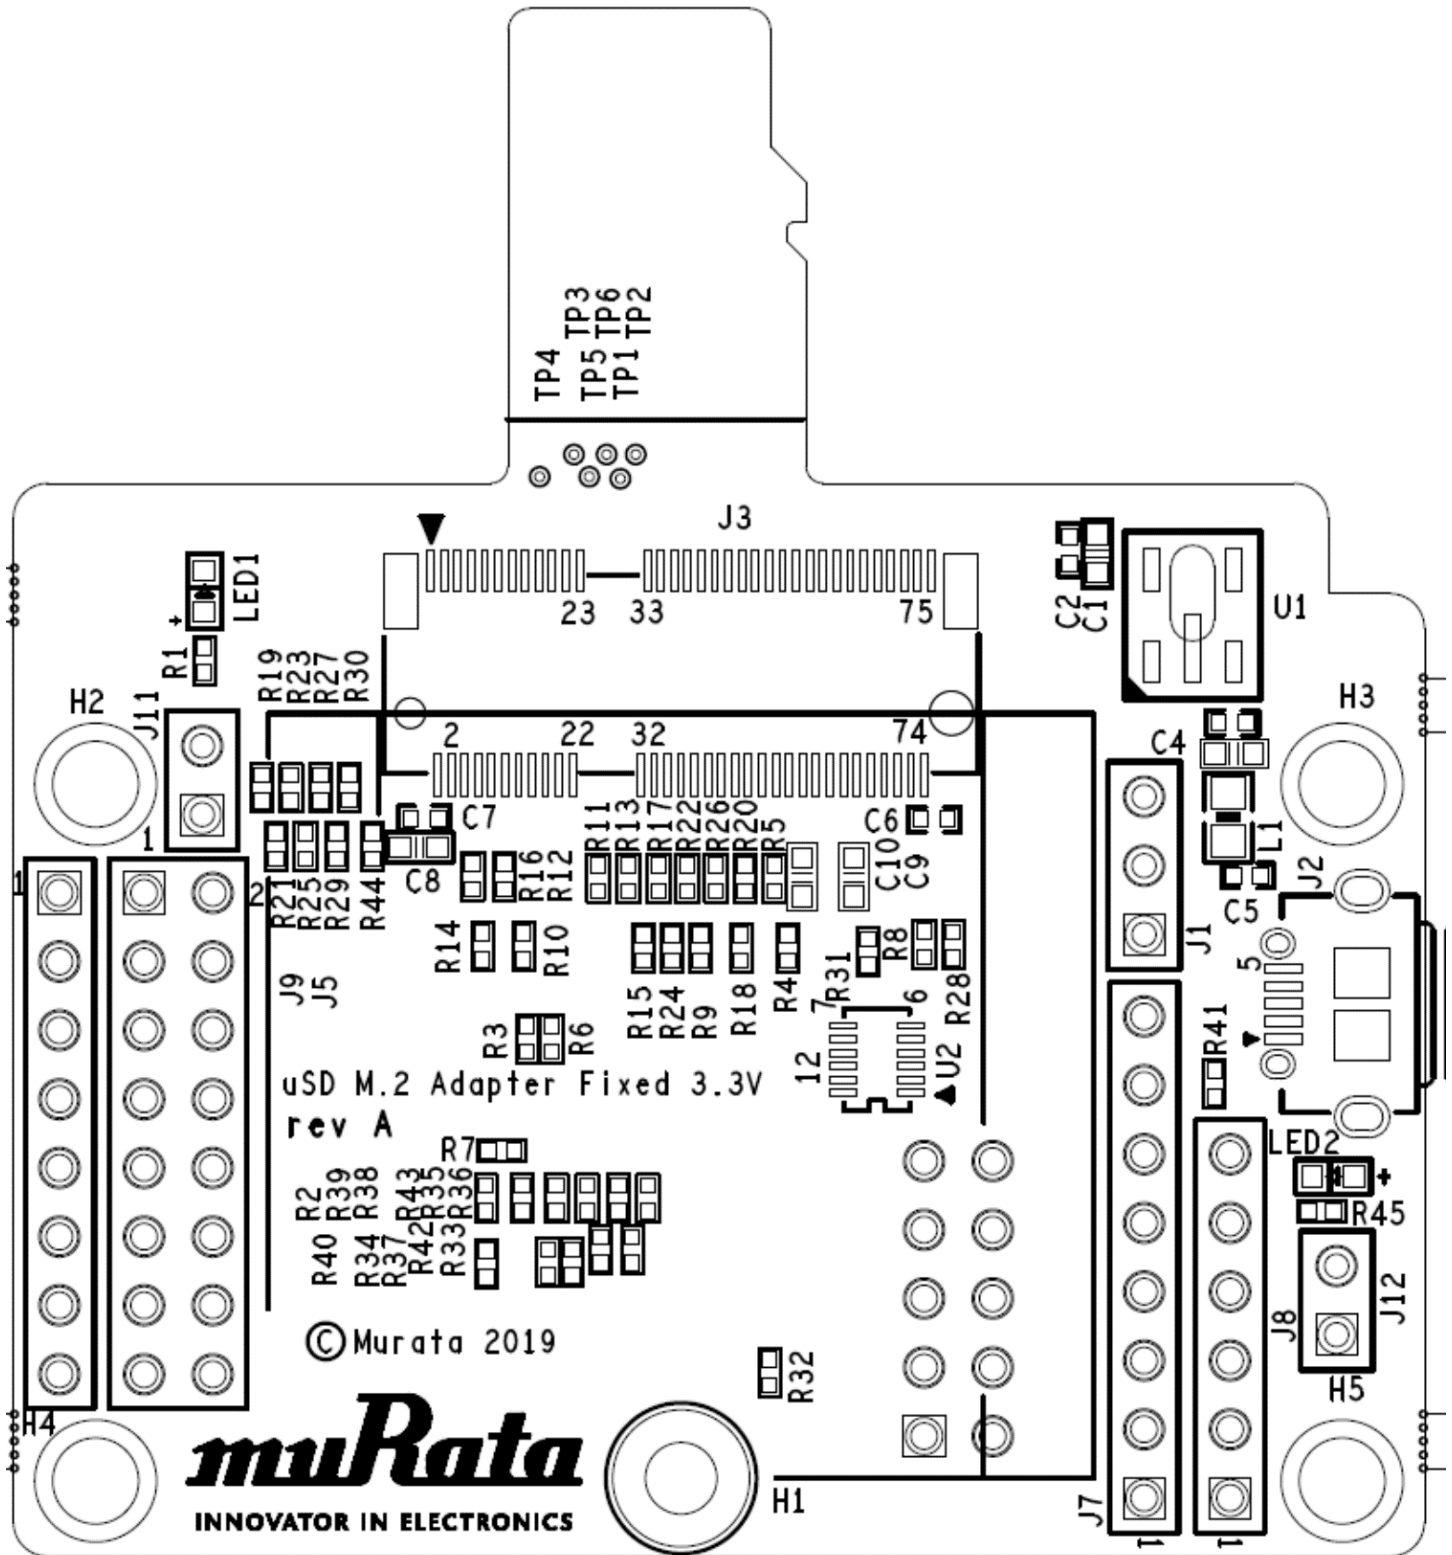 TP3
TP6
TP2
TP4
TP5
TP1
J3
LED1
+
23
33
75
C2
C1
U1
R1
R19
R23
R27
R30
H2
J11
H3
2
22
32
74
C4
1
C7
R11
R13
R17
R22
R26
R20
R5
C6
L1
C8
R16
R12
C10
C9
J2
1
2
R21
R25
R29
R44
C5
R14
R10
R8
J1
5
J9
J5
R15
R24
R9
R18
R4
R31
R28
7
6
R41
R3
R6
12
U2
uSD M.2 Adapter Fixed 3.3V
rev A
R7
LED2
+
R2
R39
R38
R43
R35
R36
R45
R40
R34
R37
R42
R33
J8
J12
© Murata 2019
R32
H5
H4
muRata
INNOVATOR IN ELECTRONICS
H1
J7
1
1